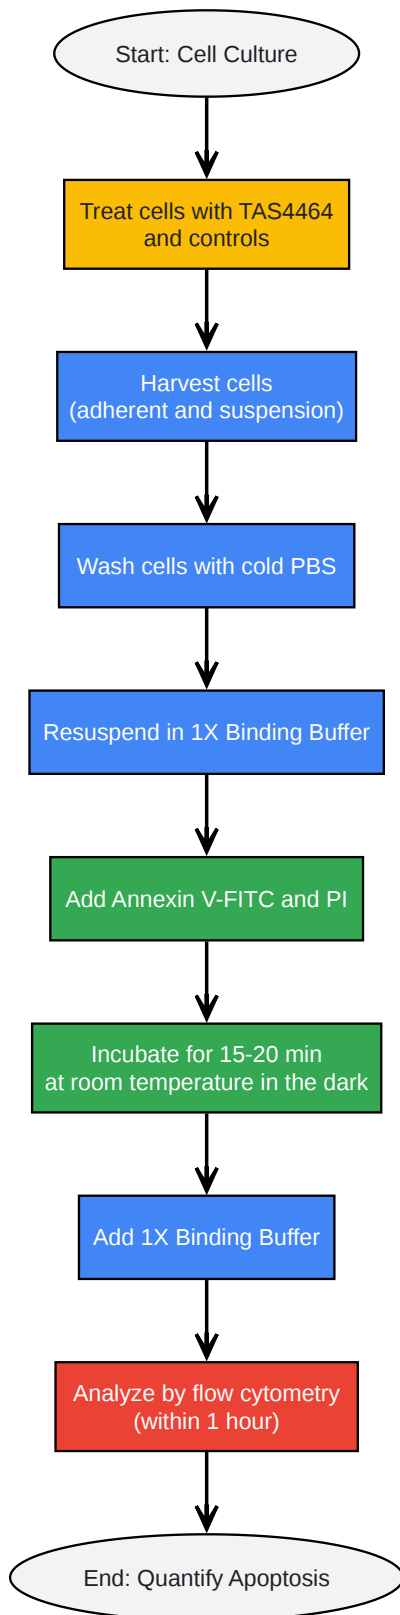 Start: Cell Culture
Treat cells with TAS4464
and controls
Harvest cells
(adherent and suspension)
Wash cells with cold PBS
Resuspend in 1X Binding Buffer
Add Annexin V-FITC and PI
Incubate for 15-20 min
at room temperature in the dark
Add 1X Binding Buffer
Analyze by flow cytometry
(within 1 hour)
End: Quantify Apoptosis